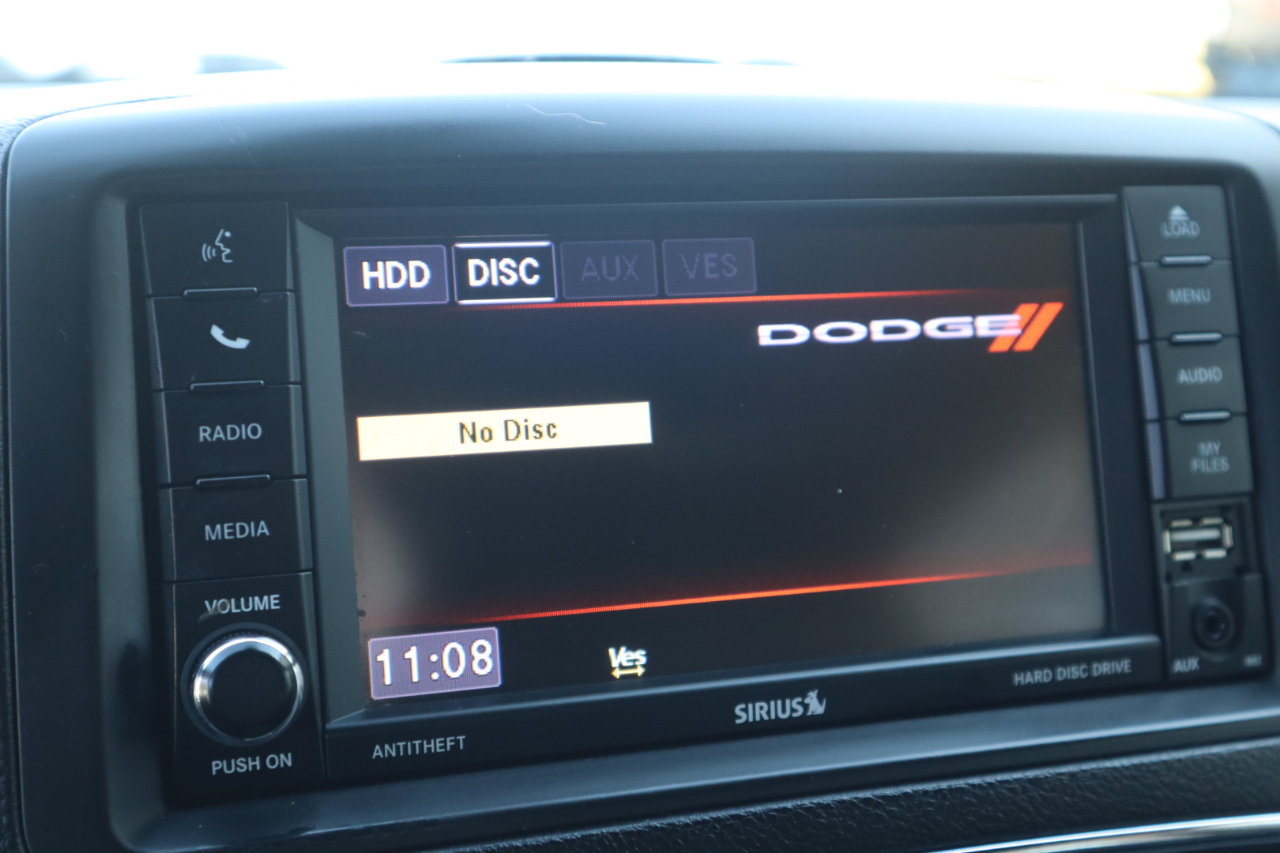 HDD DISC AUX VES
DODGE
No Disc
11:08
Ves
RADIO
MEDIA
VOLUME
PUSH ON
ANTITHEFT
SIRIUS
HARD DISC DRIVE
LOAD
MENU
AUDIO
MY
FILES
AUX